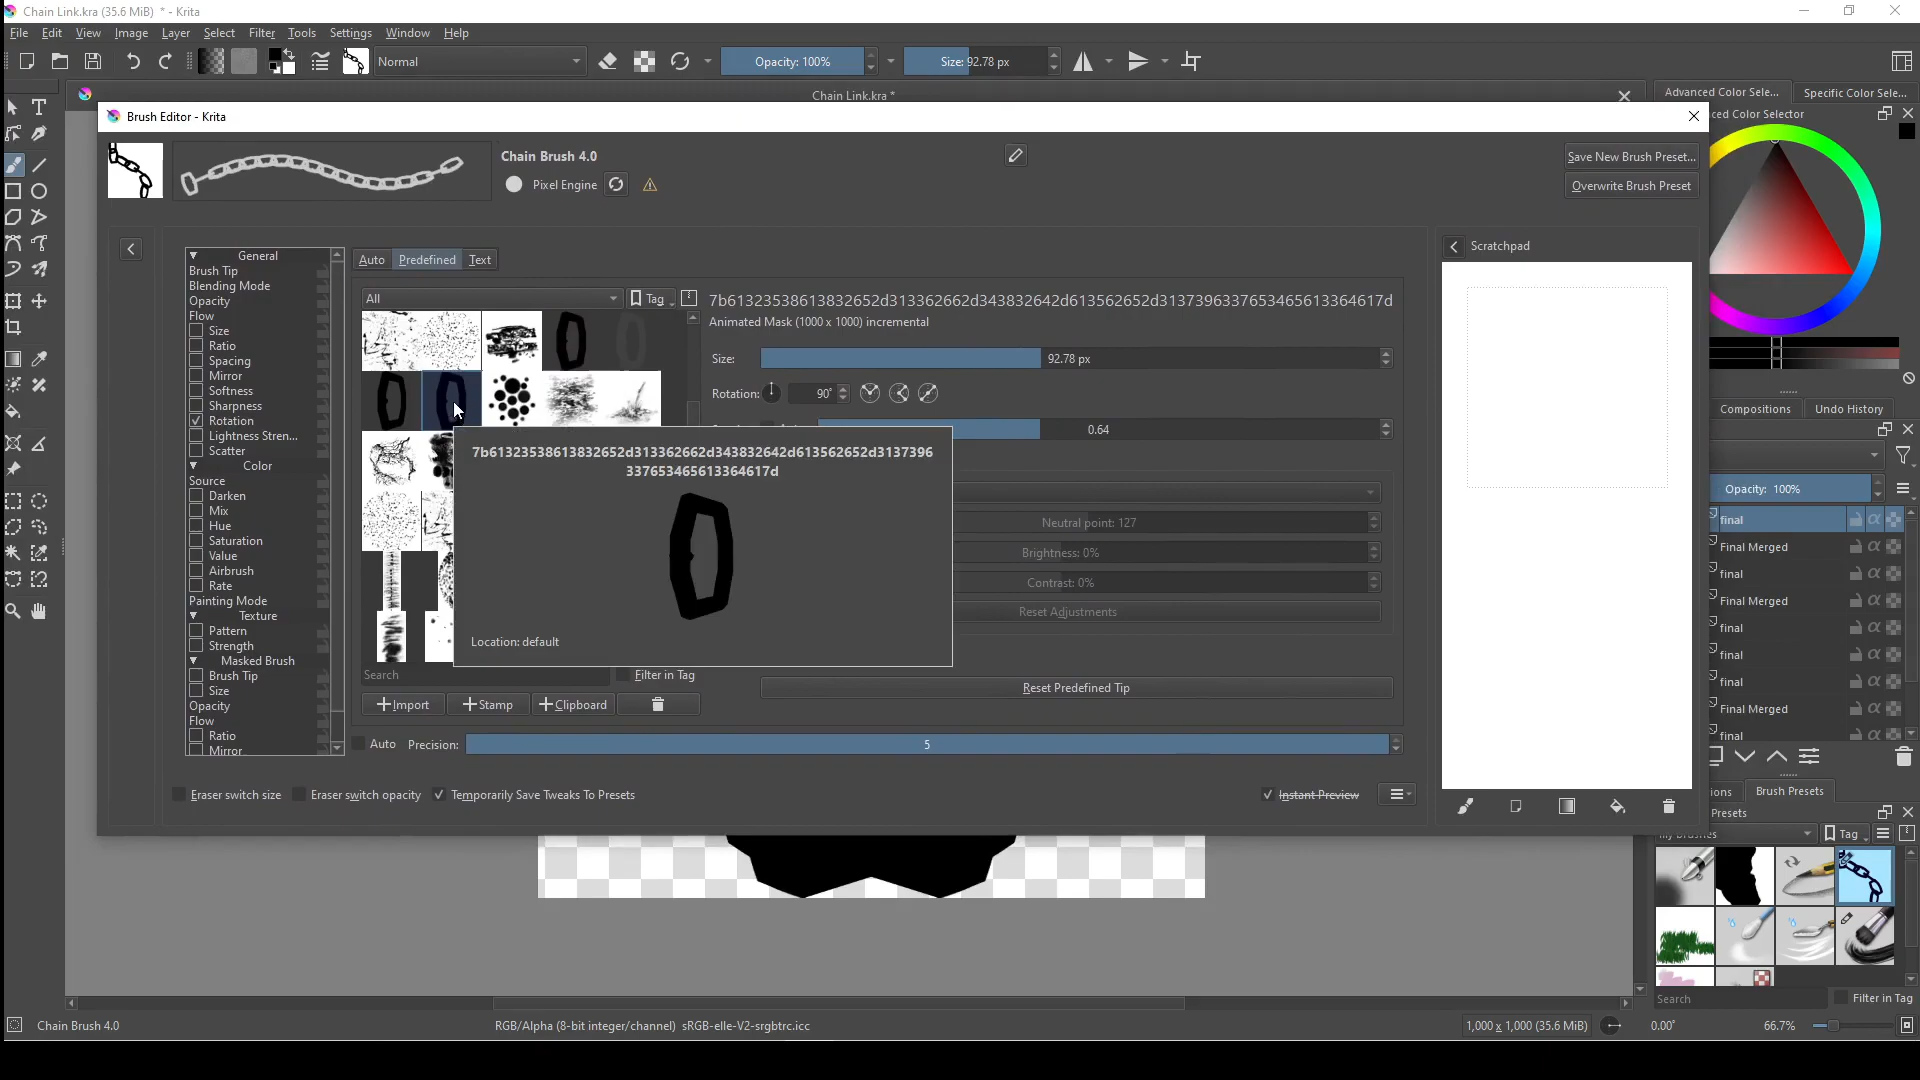 Chain Link.kra (35.6 MiB) * - Krita
File Edit View Image Layer Select Filter Tools Settings Window Help
Normal
Opacity: 100%
Size: 92.78 px
Chain Link.kra *
Advanced Color Sele...
Specific Color Sele...
ced Color Selector
Brush Editor - Krita
Chain Brush 4.0
Pixel Engine
Save New Brush Preset...
Overwrite Brush Preset
General
Brush Tip
Blending Mode
Opacity
Flow
Size
Ratio
Spacing
Mirror
Softness
Sharpness
Rotation
Lightness Stren...
Scatter
Color
Source
Darken
Mix
Hue
Saturation
Value
Airbrush
Rate
Painting Mode
Texture
Pattern
Strength
Masked Brush
Brush Tip
Size
Opacity
Flow
Ratio
Mirror
Auto Predefined Text
All
Tag
7b61323538613832652d313362662d343832642d613562652d3137396337653465613364617d
Animated Mask (1000 x 1000) incremental
Size: 92.78 px
Rotation: 90°
0.64
7b61323538613832652d313362662d343832642d613562652d3137396
337653465613364617d
Location: default
Neutral point: 127
Brightness: 0%
Contrast: 0%
Reset Adjustments
Search
Filter in Tag
Import
Stamp
Clipboard
Reset Predefined Tip
Auto Precision: 5
Eraser switch size
Eraser switch opacity
Temporarily Save Tweaks To Presets
Instant Preview
Scratchpad
Compositions
Undo History
Opacity: 100%
final
Final Merged
final
Final Merged
final
final
final
Final Merged
final
ions
Brush Presets
Presets
My Brushes
Tag
Search
Filter in Tag
Chain Brush 4.0
RGB/Alpha (8-bit integer/channel) sRGB-elle-V2-srgbtrc.icc
1,000 x 1,000 (35.6 MiB)
0.00°
66.7%